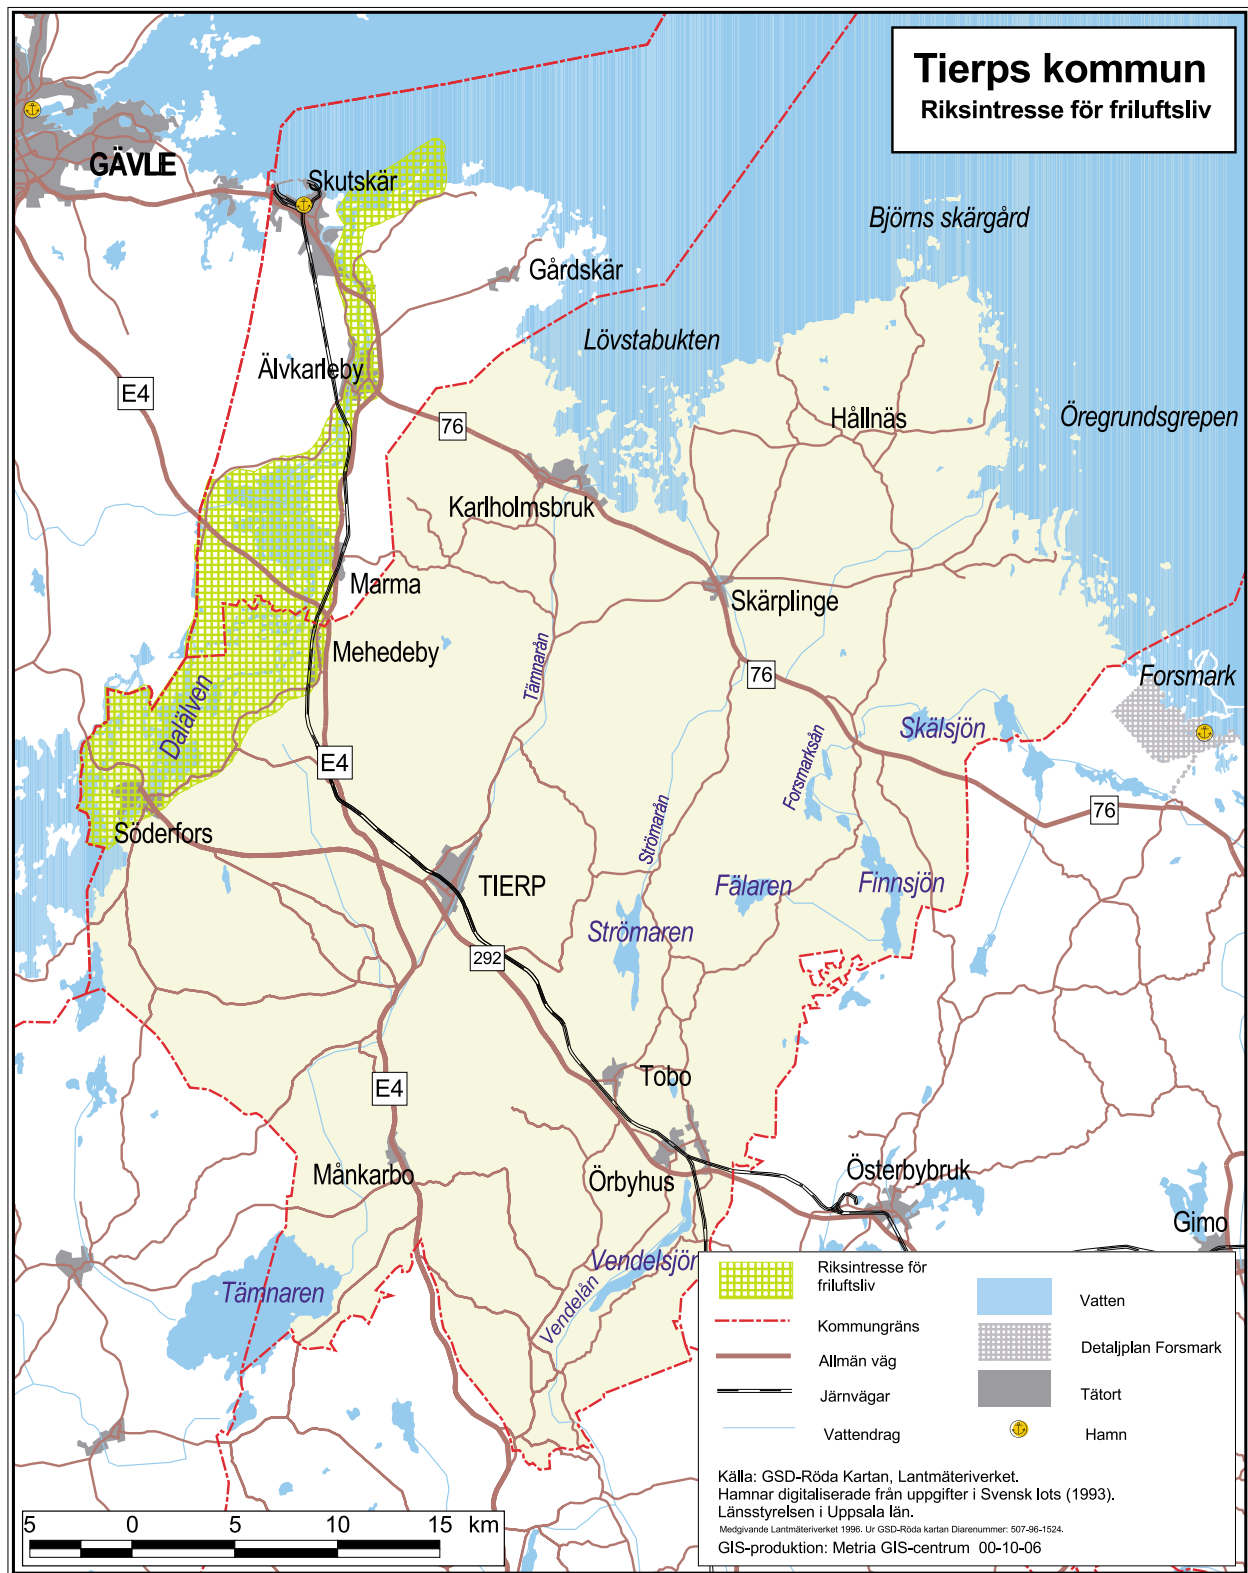 Tierps kommun
Riksintresse för friluftsliv
GÄVLE
Skutskär
Björns skärgård
Gårdskär
Lövstabukten
Älvkarleby
E4
76
Hållnäs
Öregrundsgrepen
Karlholmsbruk
Marma
Skärplinge
Mehedeby
Tämnarån
76
Forsmark
Dalälven
Skälsjön
E4
Forsmarksån
Strömarån
76
Söderfors
TIERP
Fälaren
Finnsjön
Strömaren
292
Tobo
E4
Månkarbo
Örbyhus
Österbybruk
Gimo
Vendelsjön
Tämnaren
Vendelån
Riksintresse för
friluftsliv
Kommungräns
Allmän väg
Järnvägar
Vattendrag
Vatten
Detaljplan Forsmark
Tätort
Hamn
Källa: GSD-Röda Kartan, Lantmäteriverket.
Hamnar digitaliserade från uppgifter i Svensk lots (1993).
Länsstyrelsen i Uppsala län.
Medgivande Lantmäteriverket 1996. Ur GSD-Röda kartan Diarenummer: 507-96-1524.
GIS-produktion: Metria GIS-centrum 00-10-06
5 0 5 10 15 km